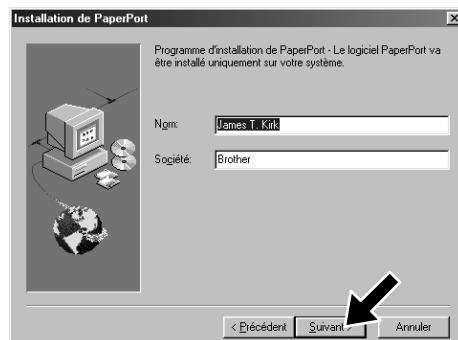 Installation de PaperPort
Programme d'installation de PaperPort - Le logiciel PaperPort va
être installé uniquement sur votre système.
Nom: James T. Kirk
Société: Brother
< Précédent Suivant > Annuler